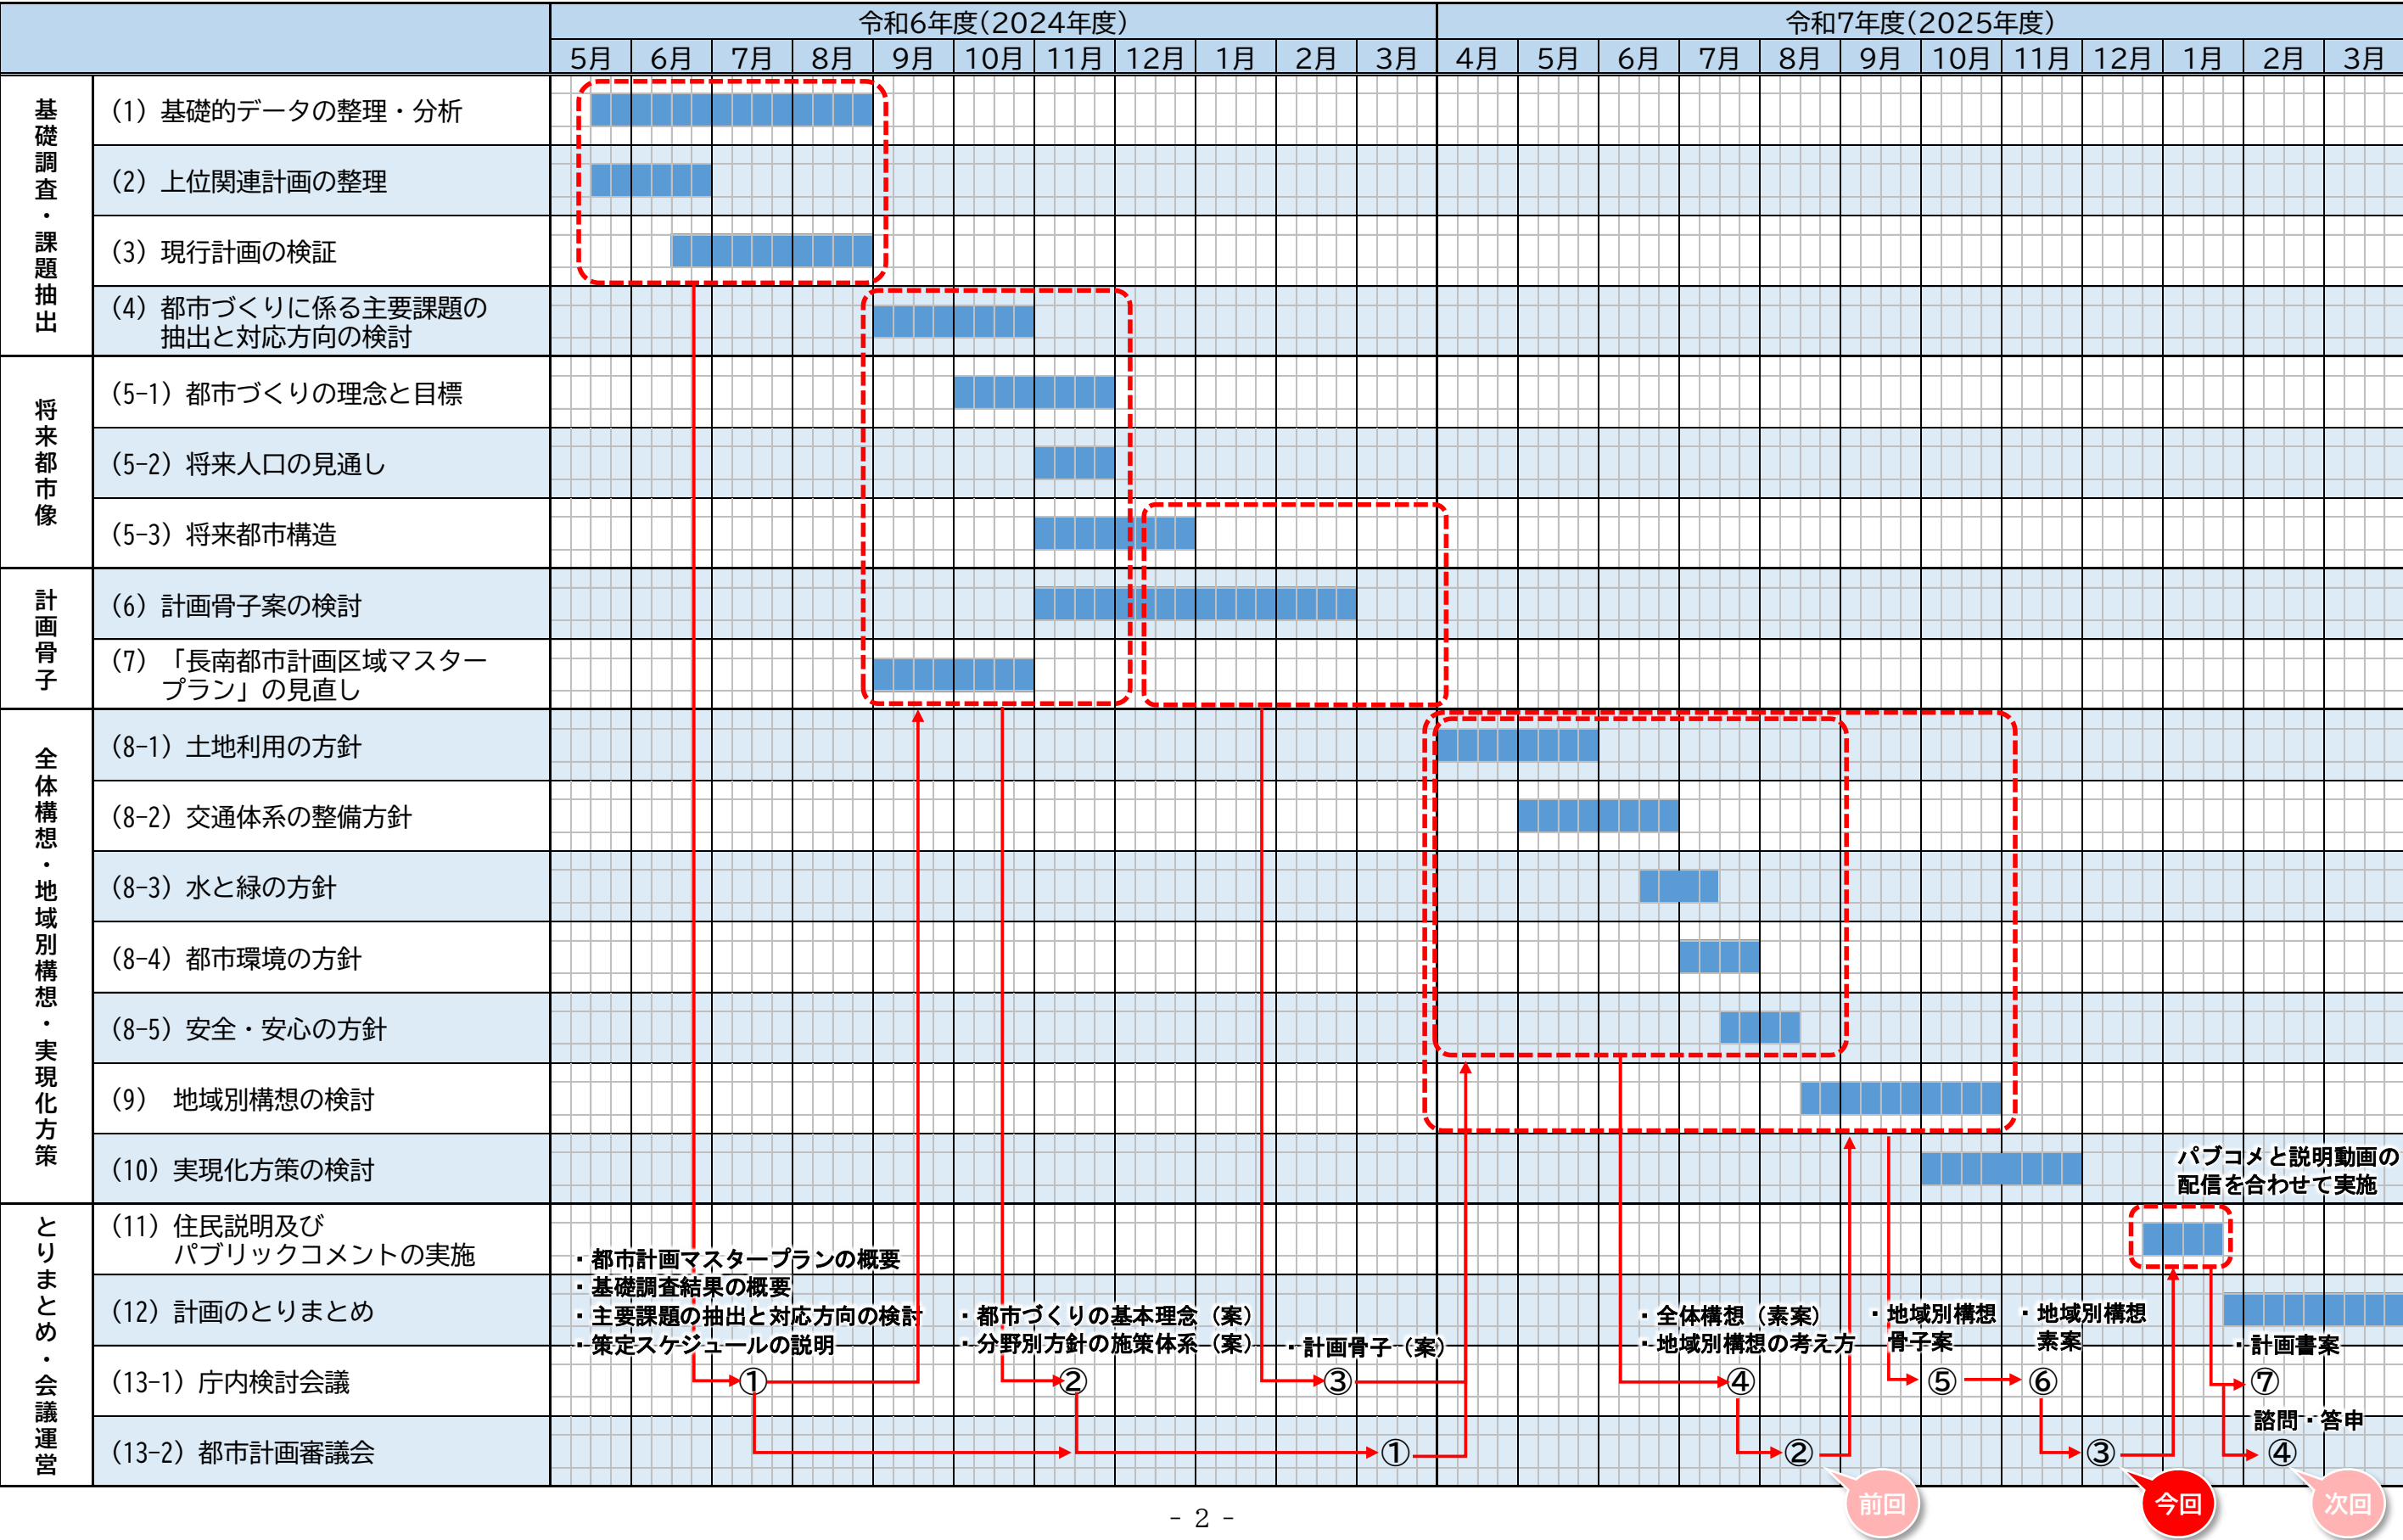 令和6年度(2024年度)
令和7年度(2025年度)
5月 6月 7月 8月 9月 10月 11月 12月 1月 2月 3月 4月 5月 6月 7月 8月 9月 10月 11月 12月 1月 2月 3月
基礎調査・課題抽出
(1) 基礎的データの整理・分析
(2) 上位関連計画の整理
(3) 現行計画の検証
(4) 都市づくりに係る主要課題の
抽出と対応方向の検討
将来都市像
(5-1) 都市づくりの理念と目標
(5-2) 将来人口の見通し
(5-3) 将来都市構造
計画骨子
(6) 計画骨子案の検討
(7) 「長南都市計画区域マスター
プラン」の見直し
全体構想・地域別構想・実現化方策
(8-1) 土地利用の方針
(8-2) 交通体系の整備方針
(8-3) 水と緑の方針
(8-4) 都市環境の方針
(8-5) 安全・安心の方針
(9) 地域別構想の検討
(10) 実現化方策の検討
パブコメと説明動画の
配信を合わせて実施
とりまとめ・会議運営
(11) 住民説明及び
パブリックコメントの実施
(12) 計画のとりまとめ
(13-1) 庁内検討会議
(13-2) 都市計画審議会
・都市計画マスタープランの概要
・基礎調査結果の概要
・主要課題の抽出と対応方向の検討
・策定スケジュールの説明
①
・都市づくりの基本理念（案）
・分野別方針の施策体系（案）
②
・計画骨子（案）
③
・全体構想（素案）
・地域別構想の考え方
④
・地域別構想
骨子案
⑤
・地域別構想
素案
⑥
・計画書案
⑦
諮問・答申
①
②
③
④
前回
今回
次回
- 2 -